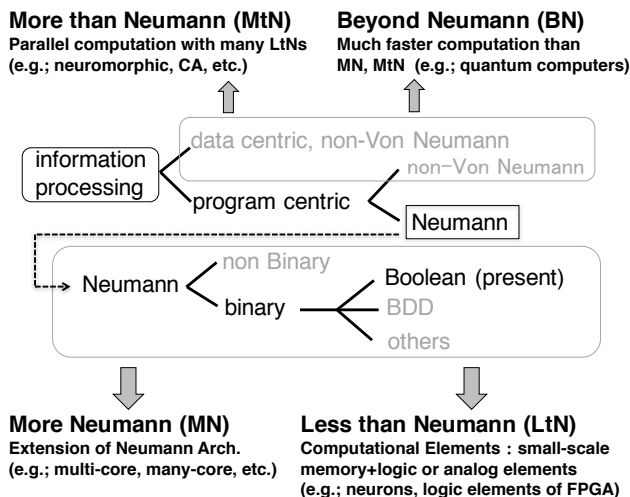 More than Neumann (MtN)
Parallel computation with many LtNs
(e.g.; neuromorphic, CA, etc.)
Beyond Neumann (BN)
Much faster computation than
MN, MtN (e.g.; quantum computers)
data centric, non-Von Neumann
non-Von Neumann
information
processing
program centric
Neumann
non Binary
Neumann
binary
Boolean (present)
BDD
others
More Neumann (MN)
Extension of Neumann Arch.
(e.g.; multi-core, many-core, etc.)
Less than Neumann (LtN)
Computational Elements : small-scale
memory+logic or analog elements
(e.g.; neurons, logic elements of FPGA)